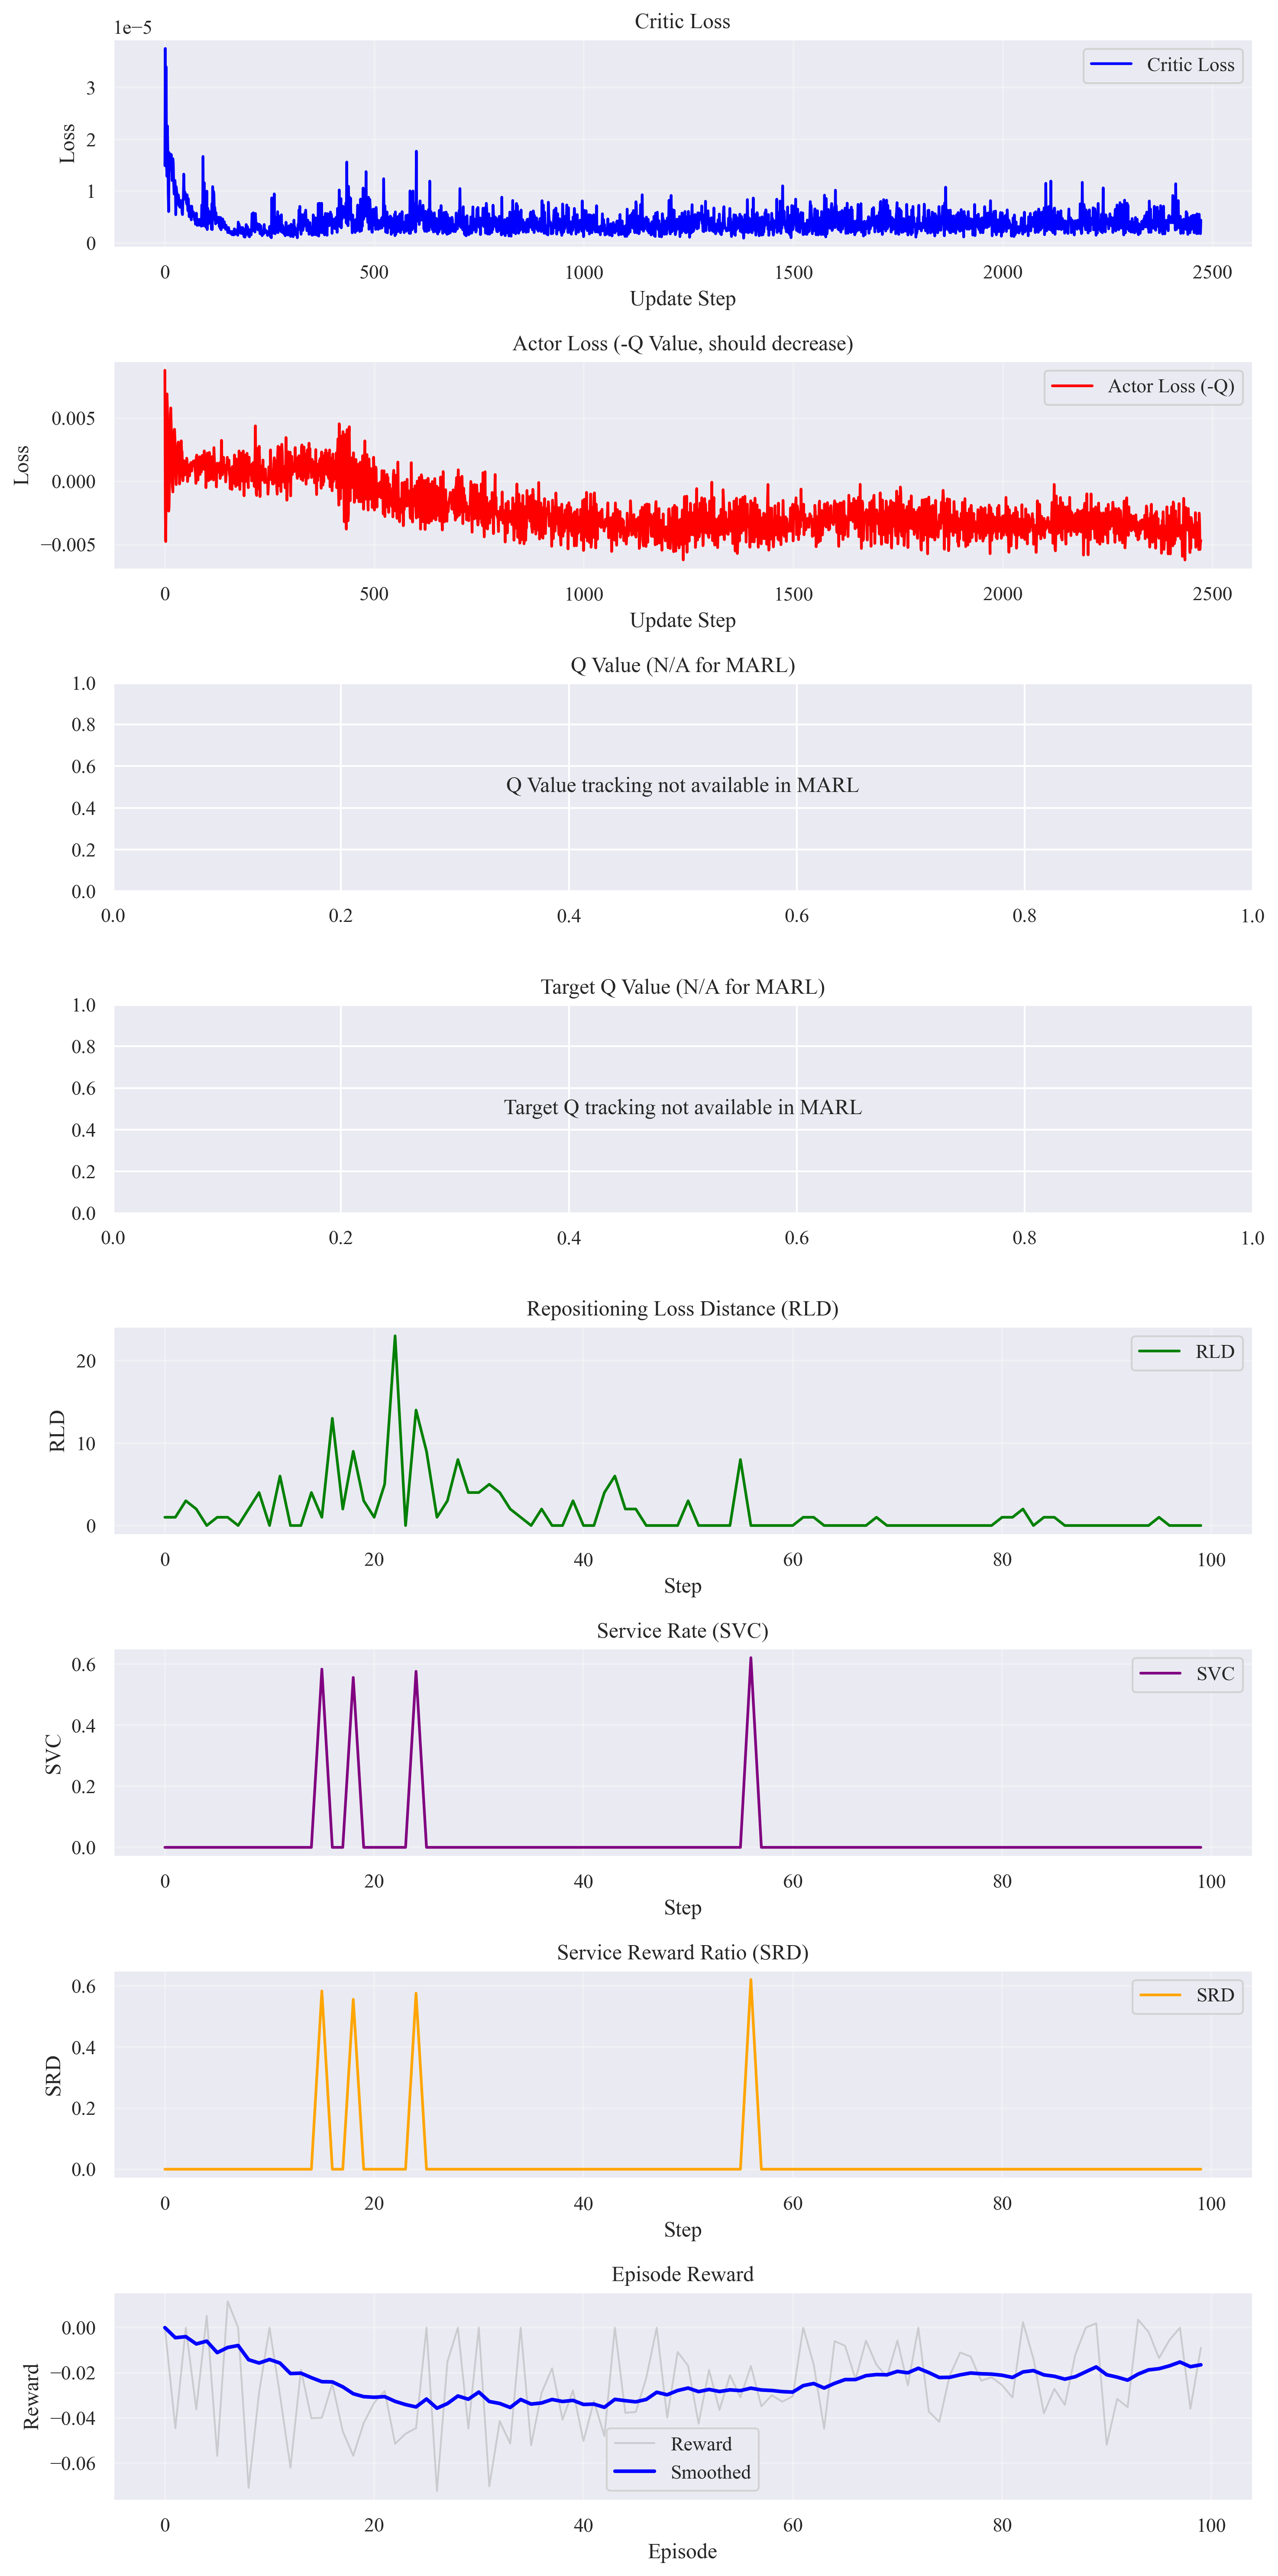 Critic Loss
1e−5
Critic Loss
3
2
1
0
Loss
0 500 1000 1500 2000 2500
Update Step
Actor Loss (-Q Value, should decrease)
Actor Loss (-Q)
0.005
0.000
−0.005
Loss
0 500 1000 1500 2000 2500
Update Step
Q Value (N/A for MARL)
1.0
0.8
0.6
Q Value tracking not available in MARL
0.4
0.2
0.0
0.0 0.2 0.4 0.6 0.8 1.0
Target Q Value (N/A for MARL)
1.0
0.8
0.6
Target Q tracking not available in MARL
0.4
0.2
0.0
0.0 0.2 0.4 0.6 0.8 1.0
Repositioning Loss Distance (RLD)
RLD
20
10
0
RLD
0 20 40 60 80 100
Step
Service Rate (SVC)
SVC
0.6
0.4
0.2
0.0
SVC
0 20 40 60 80 100
Step
Service Reward Ratio (SRD)
SRD
0.6
0.4
0.2
0.0
SRD
0 20 40 60 80 100
Step
Episode Reward
0.00
−0.02
−0.04
−0.06
Reward
Reward
Smoothed
0 20 40 60 80 100
Episode